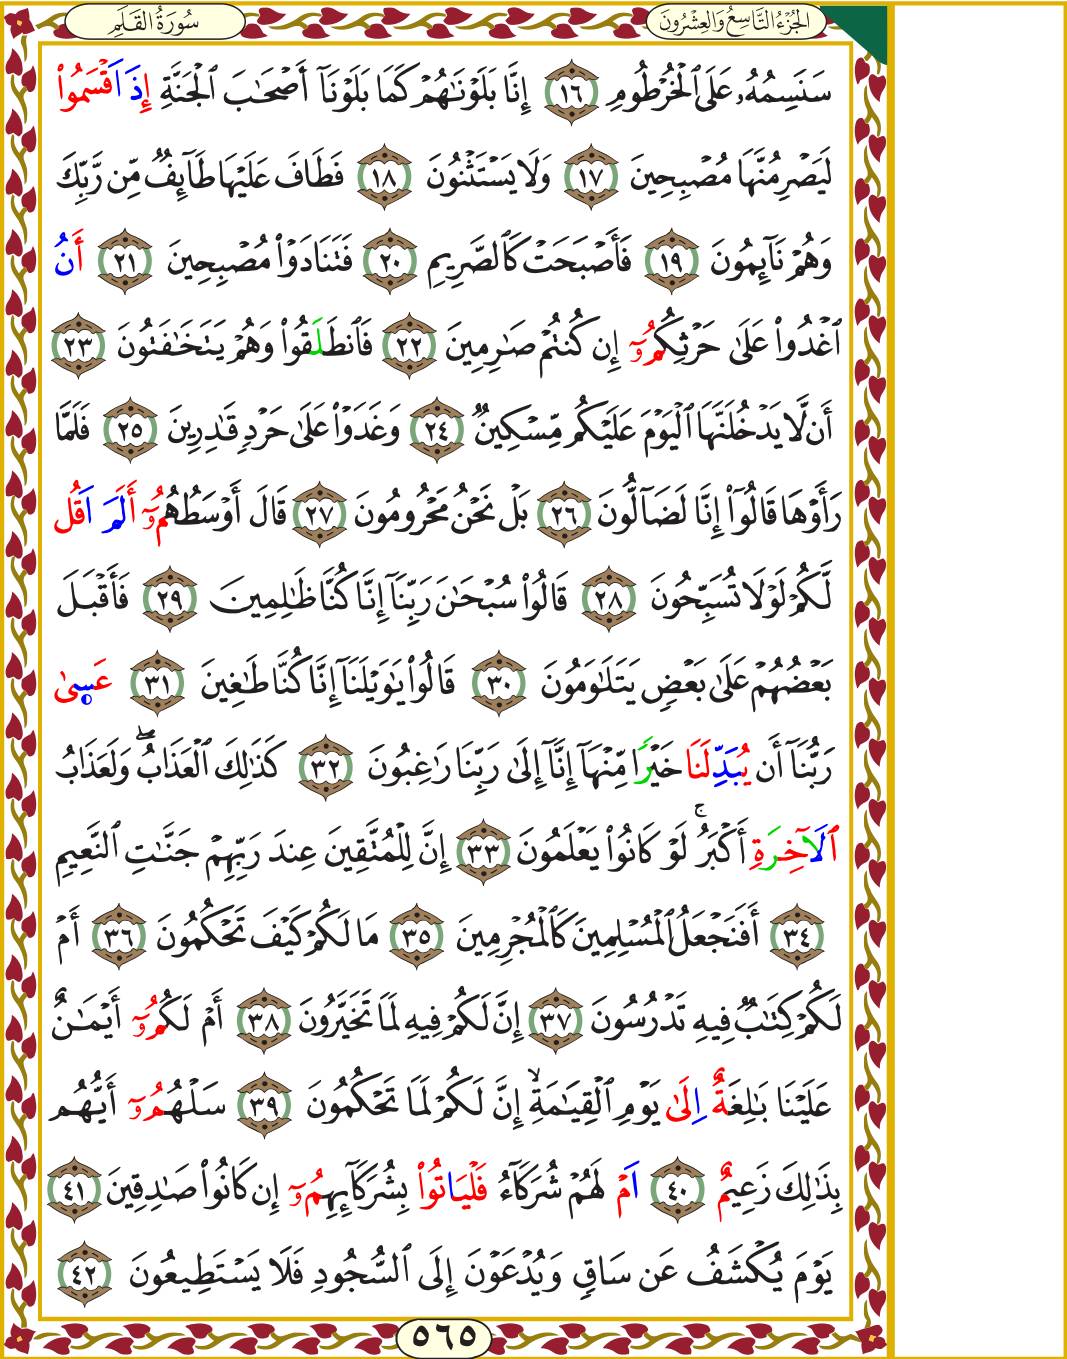 سُورَةُ القَلَمِ
الجُزْءُ التَّاسِعُ وَالعِشْرُونَ
سَنَسِمُهُۥ عَلَى ٱلْخُرْطُومِ ١٦ إِنَّا بَلَوْنَٰهُمْ كَمَا بَلَوْنَآ أَصْحَٰبَ ٱلْجَنَّةِ إِذَ اَقْسَمُواْ
لَيَصْرِمُنَّهَا مُصْبِحِينَ ١٧ وَلَا يَسْتَثْنُونَ ١٨ فَطَافَ عَلَيْهَا طَآئِفٌ مِّن رَّبِّكَ
وَهُمْ نَآئِمُونَ ١٩ فَأَصْبَحَتْ كَٱلصَّرِيمِ ٢٠ فَتَنَادَوْاْ مُصْبِحِينَ ٢١ أَنُ
ٱغْدُواْ عَلَىٰ حَرْثِكُمُۥٓ إِن كُنتُمْ صَٰرِمِينَ ٢٢ فَٱنطَلَقُواْ وَهُمْ يَتَخَٰفَتُونَ ٢٣
أَن لَّا يَدْخُلَنَّهَا ٱلْيَوْمَ عَلَيْكُم مِّسْكِينٌ ٢٤ وَغَدَوْاْ عَلَىٰ حَرْدٍ قَٰدِرِينَ ٢٥ فَلَمَّا
رَأَوْهَا قَالُوٓاْ إِنَّا لَضَآلُّونَ ٢٦ بَلْ نَحْنُ مَحْرُومُونَ ٢٧ قَالَ أَوْسَطُهُمُۥٓ أَلَمَ اَقُل
لَّكُمْ لَوْلَا تُسَبِّحُونَ ٢٨ قَالُواْ سُبْحَٰنَ رَبِّنَآ إِنَّا كُنَّا ظَٰلِمِينَ ٢٩ فَأَقْبَلَ
بَعْضُهُمْ عَلَىٰ بَعْضٍ يَتَلَٰوَمُونَ ٣٠ قَالُواْ يَٰوَيْلَنَآ إِنَّا كُنَّا طَٰغِينَ ٣١ عَسىٰ
رَبُّنَآ أَن يُبَدِّلَنَا خَيْرًا مِّنْهَآ إِنَّآ إِلَىٰ رَبِّنَا رَٰغِبُونَ ٣٢ كَذَٰلِكَ ٱلْعَذَابُ ۖ وَلَعَذَابُ
ٱلَآخِرَةِ أَكْبَرُ ۚ لَوْ كَانُواْ يَعْلَمُونَ ٣٣ إِنَّ لِلْمُتَّقِينَ عِندَ رَبِّهِمْ جَنَّٰتِ ٱلنَّعِيمِ
٣٤ أَفَنَجْعَلُ ٱلْمُسْلِمِينَ كَٱلْمُجْرِمِينَ ٣٥ مَا لَكُمْ كَيْفَ تَحْكُمُونَ ٣٦ أَمْ
لَكُمْ كِتَٰبٌ فِيهِ تَدْرُسُونَ ٣٧ إِنَّ لَكُمْ فِيهِ لَمَا تَخَيَّرُونَ ٣٨ أَمْ لَكُمُۥٓ أَيْمَٰنٌ
عَلَيْنَا بَٰلِغَةٌ اِلَىٰ يَوْمِ ٱلْقِيَٰمَةِ ۙ إِنَّ لَكُمْ لَمَا تَحْكُمُونَ ٣٩ سَلْهُمُۥٓ أَيُّهُم
بِذَٰلِكَ زَعِيمٌ ٤٠ اَمْ لَهُمْ شُرَكَآءُ فَلْيَاتُواْ بِشُرَكَآئِهِمُۥٓ إِن كَانُواْ صَٰدِقِينَ ٤١
يَوْمَ يُكْشَفُ عَن سَاقٍ وَيُدْعَوْنَ إِلَى ٱلسُّجُودِ فَلَا يَسْتَطِيعُونَ ٤٢
٥٦٥